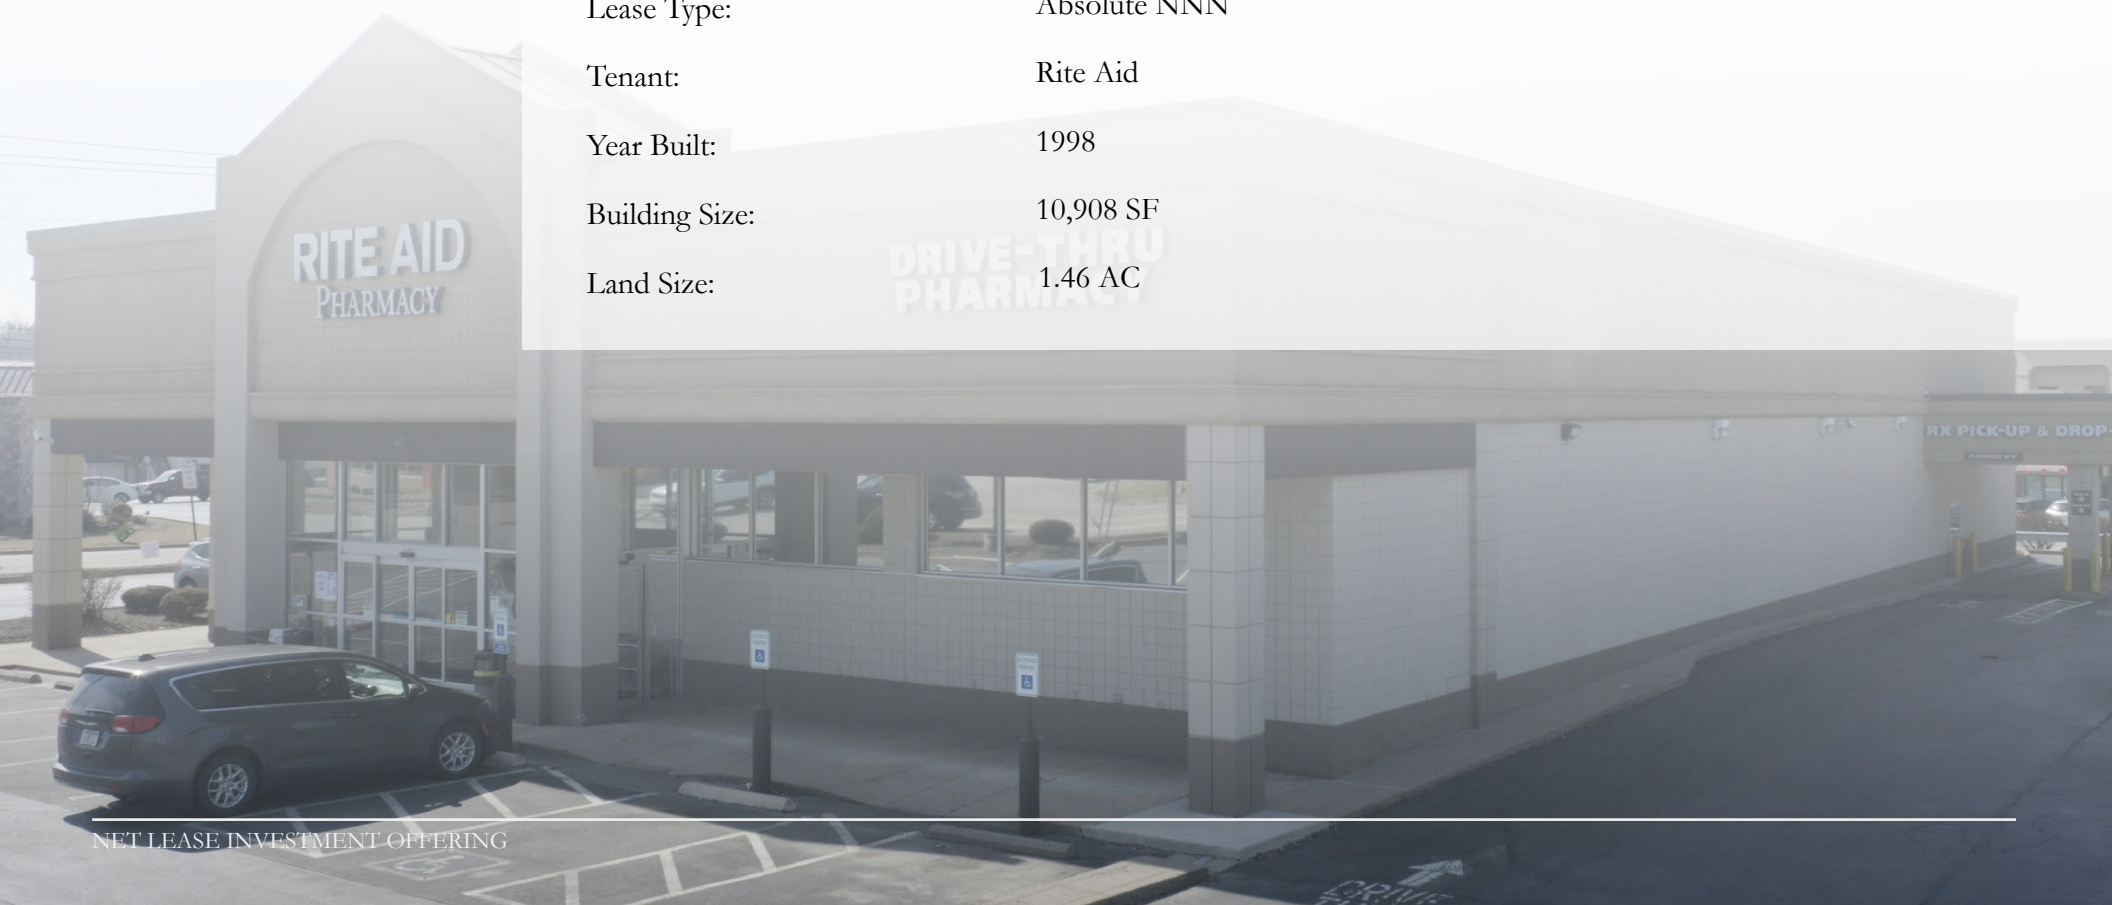 Lease Type: Absolute NNN
Tenant: Rite Aid
Year Built: 1998
Building Size: 10,908 SF
Land Size: 1.46 AC
RITE AID
PHARMACY
DRIVE-THRU
PHARMACY
RX PICK-UP & DROP-
NET LEASE INVESTMENT OFFERING
DRIVE